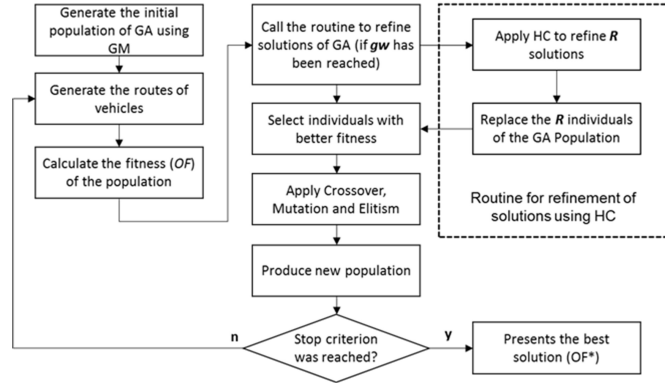 Generate the initial
population of GA using
GM
Generate the routes of
vehicles
Calculate the fitness (OF)
of the population
Call the routine to refine
solutions of GA (if gw has
been reached)
Select individuals with
better fitness
Apply Crossover,
Mutation and Elitism
Produce new population
n
Stop criterion
was reached?
y
Apply HC to refine R
solutions
Replace the R individuals
of the GA Population
Routine for refinement of
solutions using HC
Presents the best
solution (OF*)